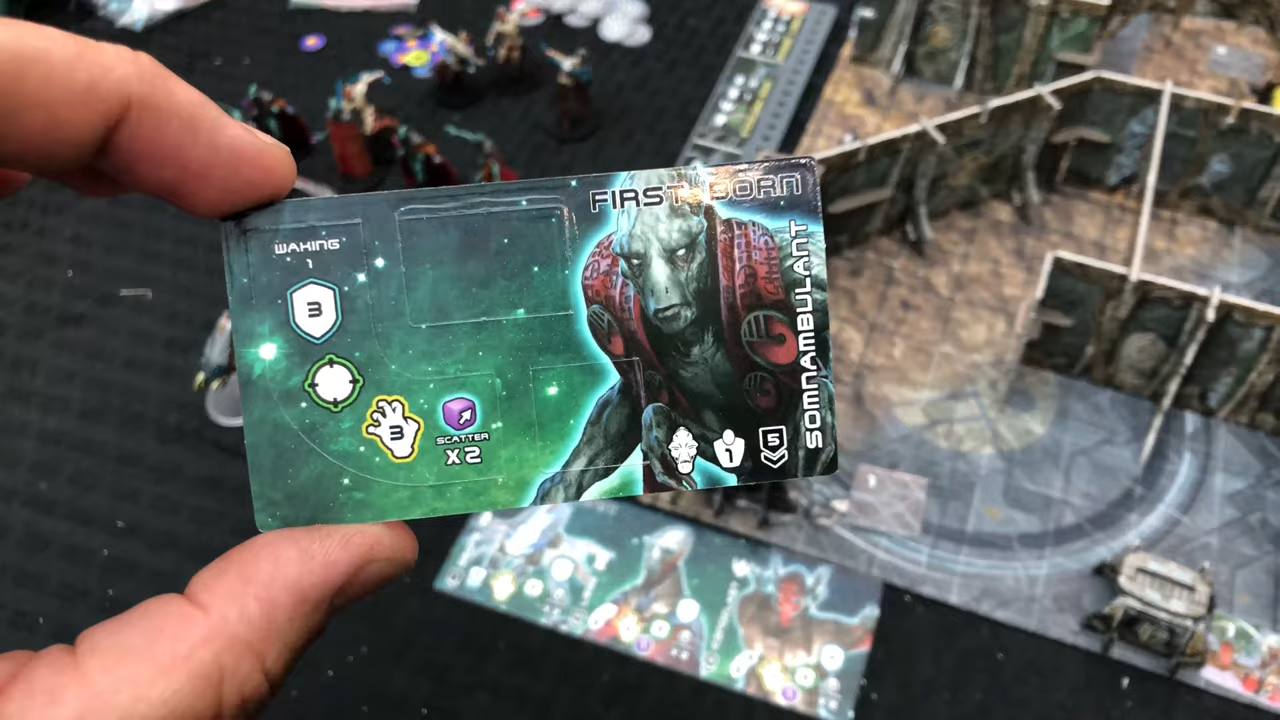 FIRST BORN
SOMNAMBULANT
WAKING
1
3
3
SCATTER
X2
1
5